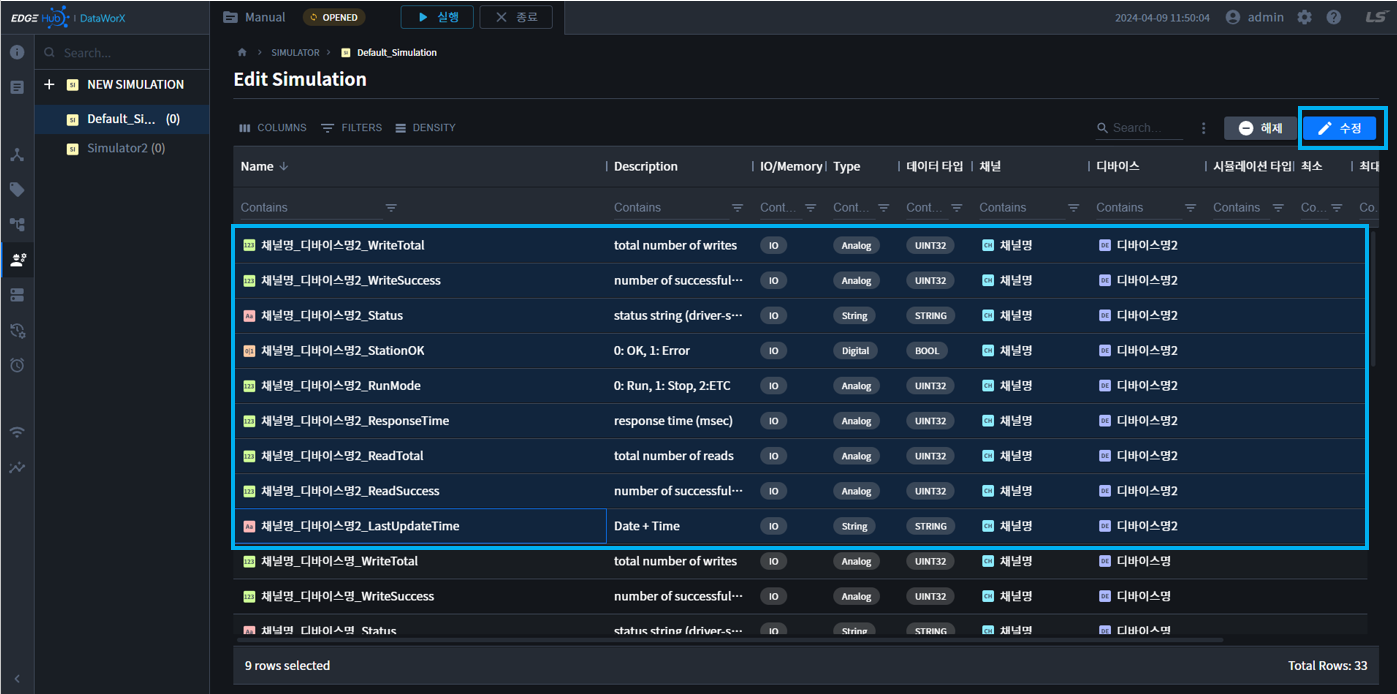 EDGE Hub | DataWorX
Manual OPENED 실행 종료 2024-04-09 11:50:04 admin LS
Search...
NEW SIMULATION
Default_Si... (0)
Simulator2 (0)
SIMULATOR > SI Default_Simulation
Edit Simulation
COLUMNS FILTERS DENSITY Search... 해제 수정
Name Description IO/Memory Type 데이터 타입 채널 디바이스 시뮬레이션 타입 최소 최대
Contains Contains Cont... Cont... Cont... Contains Contains Contains Co... Co...
123 채널명_디바이스명2_WriteTotal total number of writes IO Analog UINT32 CH 채널명 DE 디바이스명2
123 채널명_디바이스명2_WriteSuccess number of successful··· IO Analog UINT32 CH 채널명 DE 디바이스명2
Aa 채널명_디바이스명2_Status status string (driver-s··· IO String STRING CH 채널명 DE 디바이스명2
0|1 채널명_디바이스명2_StationOK 0: OK, 1: Error IO Digital BOOL CH 채널명 DE 디바이스명2
123 채널명_디바이스명2_RunMode 0: Run, 1: Stop, 2:ETC IO Analog UINT32 CH 채널명 DE 디바이스명2
123 채널명_디바이스명2_ResponseTime response time (msec) IO Analog UINT32 CH 채널명 DE 디바이스명2
123 채널명_디바이스명2_ReadTotal total number of reads IO Analog UINT32 CH 채널명 DE 디바이스명2
123 채널명_디바이스명2_ReadSuccess number of successful··· IO Analog UINT32 CH 채널명 DE 디바이스명2
Aa 채널명_디바이스명2_LastUpdateTime Date + Time IO String STRING CH 채널명 DE 디바이스명2
123 채널명_디바이스명_WriteTotal total number of writes IO Analog UINT32 CH 채널명 DE 디바이스명
123 채널명_디바이스명_WriteSuccess number of successful··· IO Analog UINT32 CH 채널명 DE 디바이스명
Aa 채널명_디바이스명_Status status string (driver-s··· IO String STRING CH 채널명 DE 디바이스명
9 rows selected Total Rows: 33